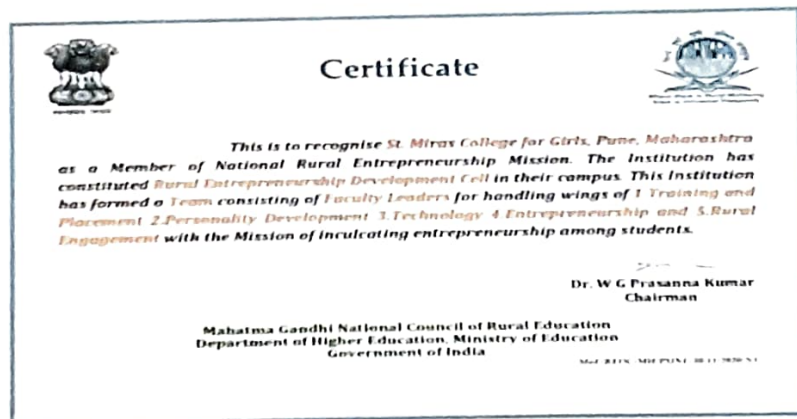 Certificate
This is to recognise St. Miras College for Girls, Pune, Maharashtra
as a Member of National Rural Entrepreneurship Mission. The Institution has
constituted Rural Entrepreneurship Development Cell in their campus. This Institution
has formed a Team consisting of Faculty Leaders for handling wings of 1 Training and
Placement 2.Personality Development 3.Technology 4 Entrepreneurship and 5.Rural
Engagement with the Mission of inculcating entrepreneurship among students.
Dr. W G Prasanna Kumar
Chairman
Mahatma Gandhi National Council of Rural Education
Department of Higher Education, Ministry of Education
Government of India